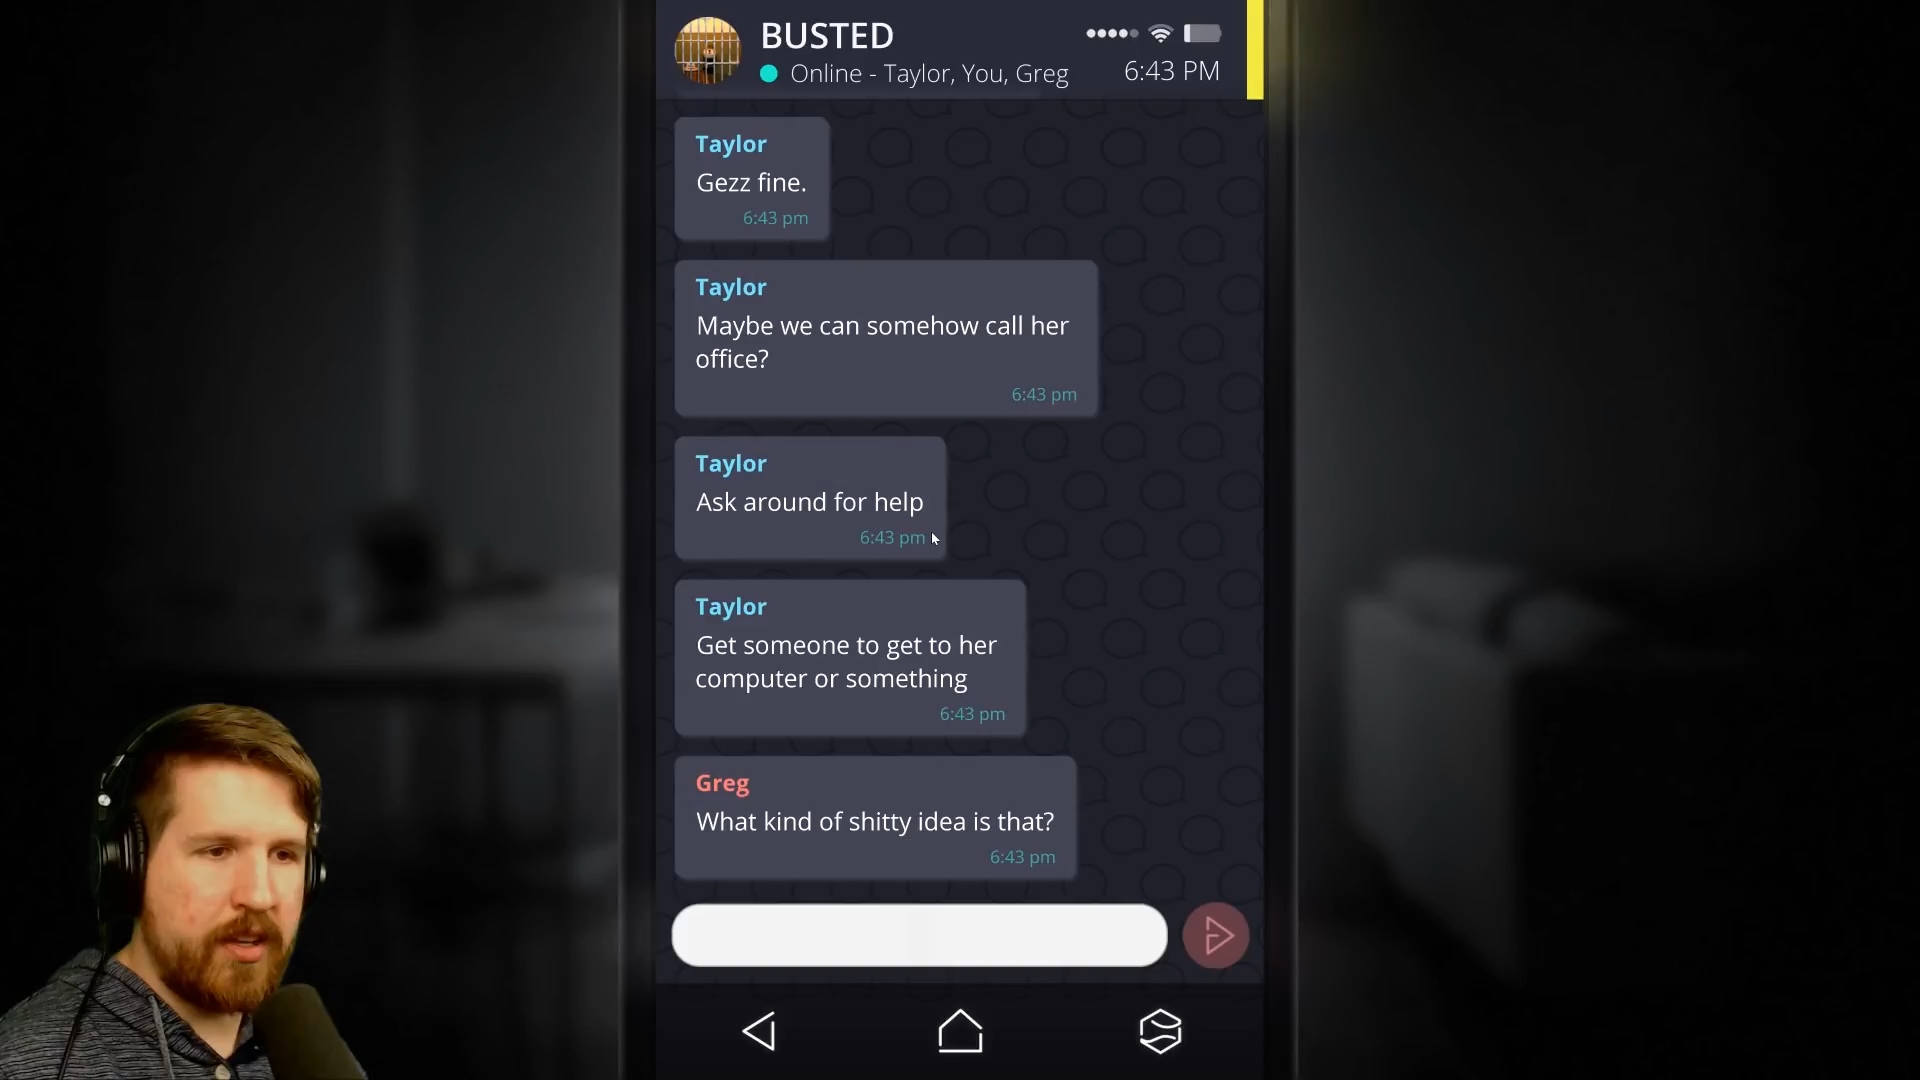 BUSTED
Online - Taylor, You, Greg
6:43 PM
Taylor
Gezz fine.
6:43 pm
Taylor
Maybe we can somehow call her
office?
6:43 pm
Taylor
Ask around for help
6:43 pm
Taylor
Get someone to get to her
computer or something
6:43 pm
Greg
What kind of shitty idea is that?
6:43 pm